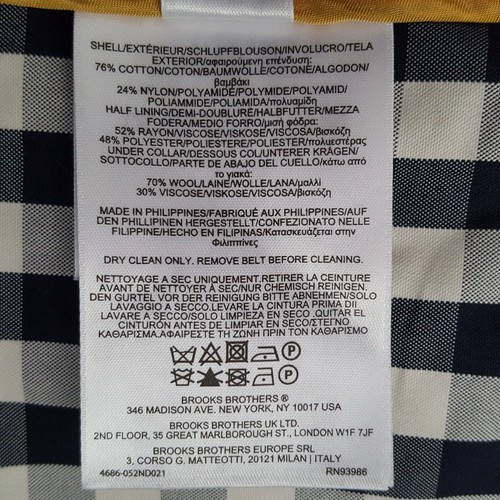 SHELL/EXTÉRIEUR/SCHLUPFBLOUSON/INVOLUCRO/TELA
EXTERIOR/αφαιρούμενη επένδυση:
76% COTTON/COTON/BAUMWOLLE/COTONE/ALGODON/
βαμβάκι
24% NYLON/POLYAMIDE/POLYMIDE/POLYAMID/
POLIAMMIDE/POLIAMIDA/πολυαμίδη
HALF LINING/DEMI-DOUBLURE/HALBFUTTER/MEZZA
FODERA/MEDIO FORRO/μιση φόδρα:
52% RAYON/VISCOSE/VISKOSE/VISCOSA/βισκόζη
48% POLYESTER/POLIESTERE/POLIESTER/πολυεστέρας
UNDER COLLAR/DESSOUS COL/UNTERER KRÄGEN/
SOTTOCOLLO/PARTE DE ABAJO DEL CUELLO/κάτω από
το γιακά:
70% WOOL/LAINE/WOLLE/LANA/μαλλί
30% VISCOSE/VISKOSE/VISCOSA/βισκόζη
MADE IN PHILIPPINES/FABRIQUÉ AUX PHILIPPINES/AUF
DEN PHILLIPINEN HERGESTELLT/CONFEZIONATO NELLE
FILIPPINE/HECHO EN FILIPINAS/Κατασκευάζεται στην
Φιλιππίνες
DRY CLEAN ONLY. REMOVE BELT BEFORE CLEANING.
NETTOYAGE A SEC UNIQUEMENT.RETIRER LA CEINTURE
AVANT DE NETTOYER A SEC/NUR CHEMISCH REINIGEN.
DEN GURTEL VOR DER REINIGUNG BITTE ABNEHMEN/SOLO
LAVAGGIO A SECCO.LEVARE LA CINTURA PRIMA DII
LAVARE A SECCO/SOLO LIMPIEZA EN SECO .QUITAR EL
CINTURÓN ANTES DE LIMPIAR EN SECO/ΣΤΕΓΝΟ
ΚΑΘΑΡΙΣΜΑ.ΑΦΑΙΡΕΣΤΕ ΤΗ ΖΩΝΗ ΠΡΙΝ ΤΟΝ ΚΑΘΑΡΙΣΜΟ
P
P
BROOKS BROTHERS ®
346 MADISON AVE. NEW YORK, NY 10017 USA
BROOKS BROTHERS UK LTD.
2ND FLOOR, 35 GREAT MARLBOROUGH ST., LONDON W1F 7JF
BROOKS BROTHERS EUROPE SRL
3, CORSO G. MATTEOTTI, 20121 MILAN | ITALY
4686-052ND021 RN93986